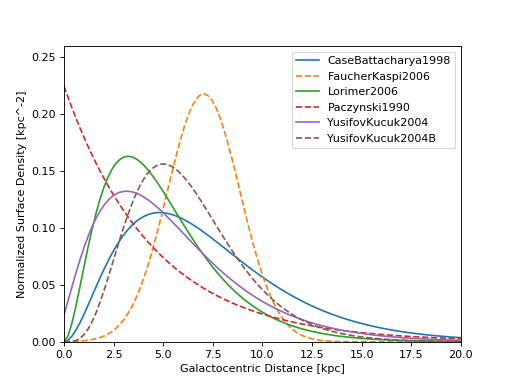 0.25
0.20
0.15
0.10
0.05
0.00
Normalized Surface Density [kpc^-2]
CaseBattacharya1998
FaucherKaspi2006
Lorimer2006
Paczynski1990
YusifovKucuk2004
YusifovKucuk2004B
0.0 2.5 5.0 7.5 10.0 12.5 15.0 17.5 20.0
Galactocentric Distance [kpc]